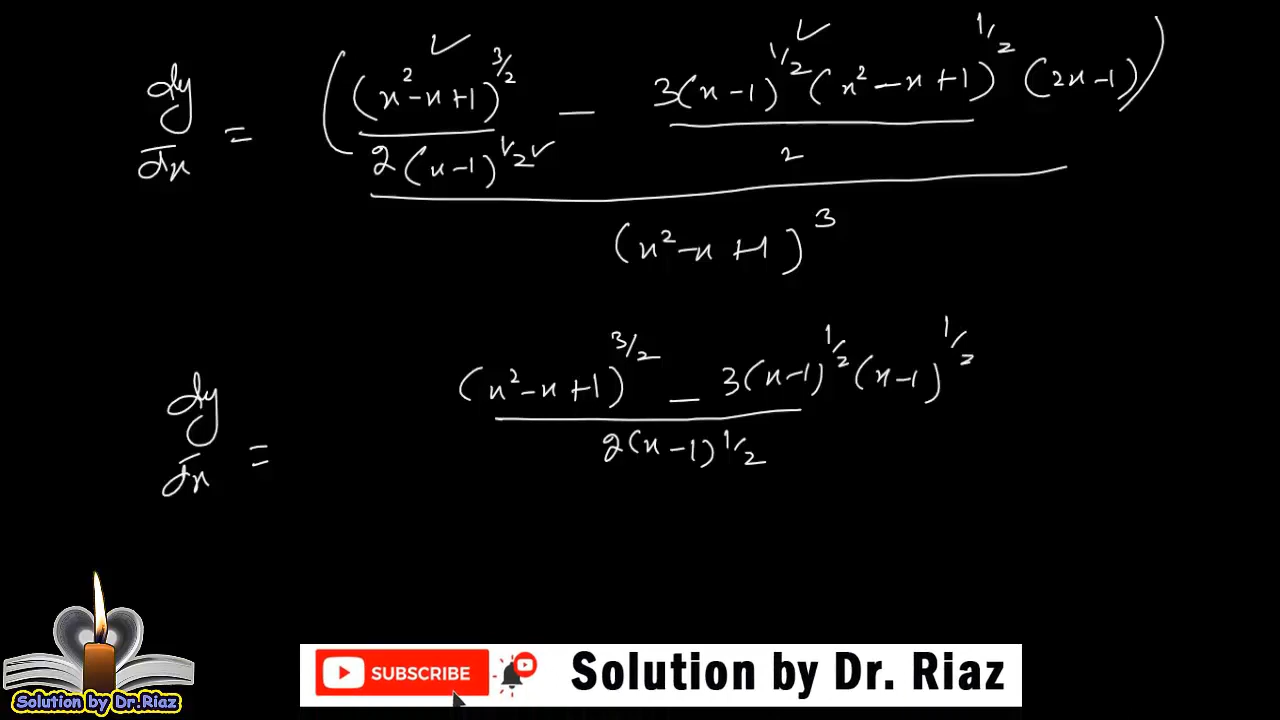 dy/dx = ( (x²-x+1)^3/2 / 2(x-1)^1/2 - 3(x-1)^1/2 (x²-x+1)^1/2 (2x-1) / 2 ) / (x²-x+1)^3
dy/dx = (x²-x+1)^3/2 - 3(x-1)^1/2 (x-1)^1/2 / 2(x-1)^1/2
Solution by Dr.Riaz
SUBSCRIBE
Solution by Dr. Riaz